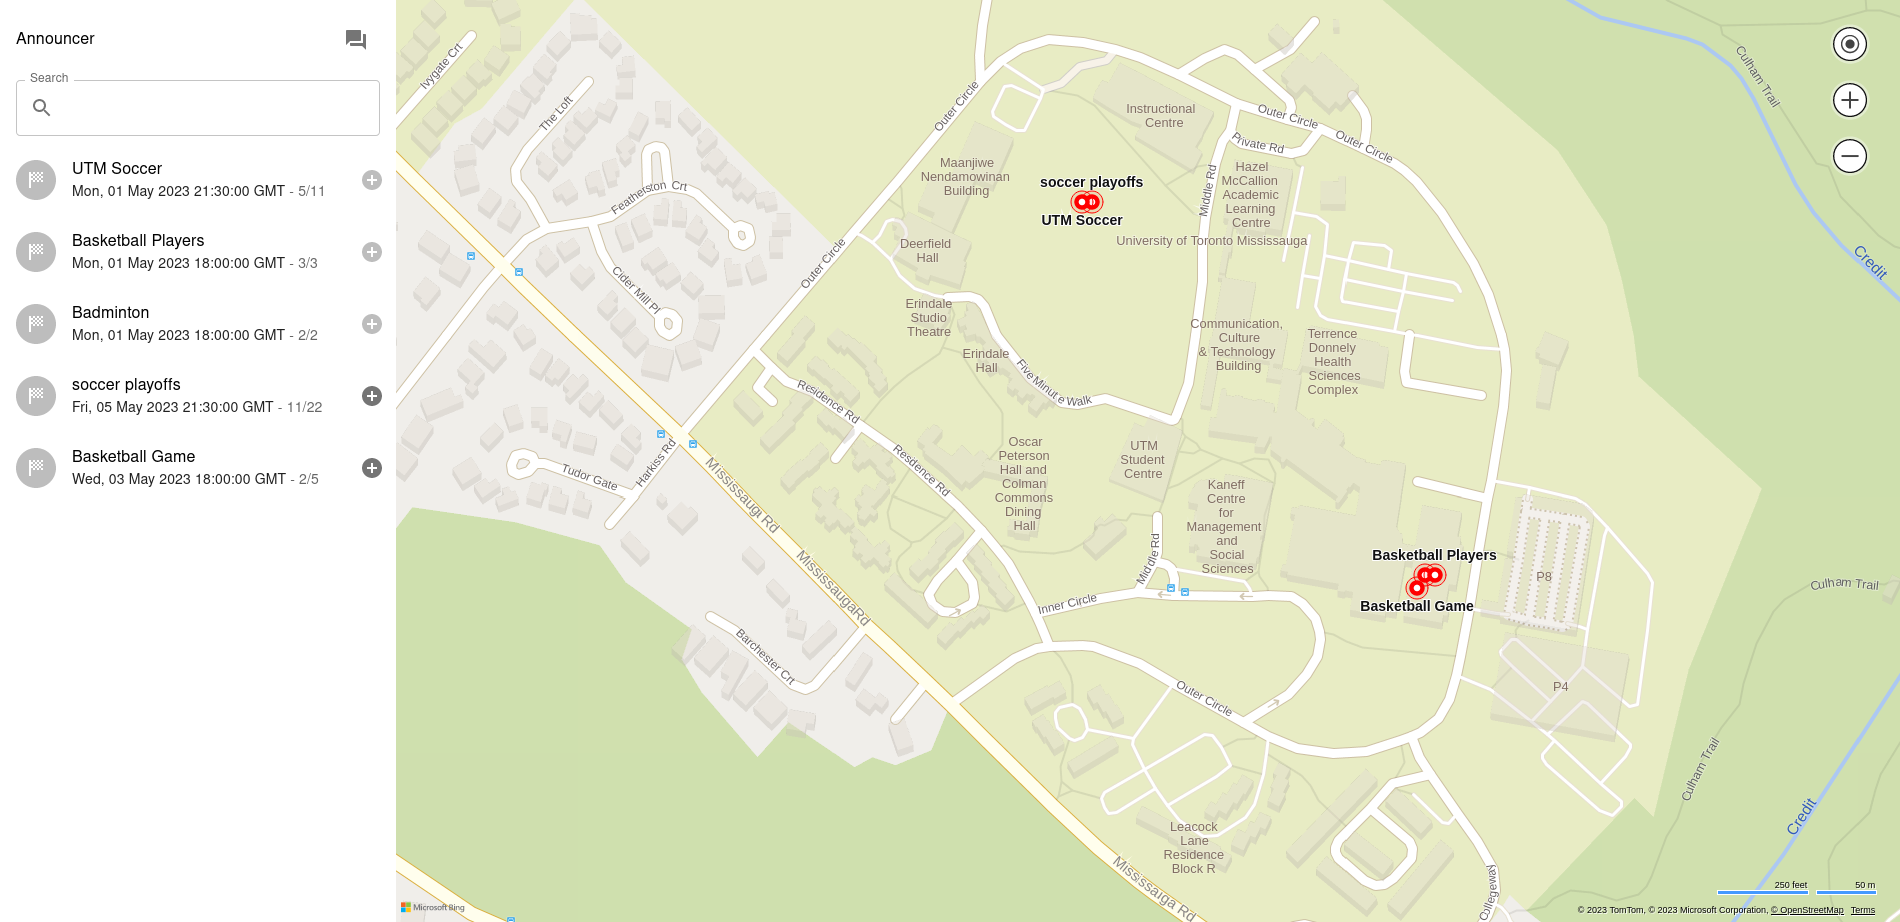 Announcer
Search
UTM Soccer
Mon, 01 May 2023 21:30:00 GMT - 5/11
Basketball Players
Mon, 01 May 2023 18:00:00 GMT - 3/3
Badminton
Mon, 01 May 2023 18:00:00 GMT - 2/2
soccer playoffs
Fri, 05 May 2023 21:30:00 GMT - 11/22
Basketball Game
Wed, 03 May 2023 18:00:00 GMT - 2/5
Ivygate Crt
The Loft
Featherston Crt
Cider Mill Pl
Outer Circle
Outer Circle
Instructional
Centre
Outer Circle
Outer Circle
Private Rd
Middle Rd
Maanjiwe
Nendamowinan
Building
soccer playoffs
UTM Soccer
Hazel
McCallion
Academic
Learning
Centre
University of Toronto Mississauga
Deerfield
Hall
Erindale
Studio
Theatre
Erindale
Hall
Five Minute Walk
Communication,
Culture
& Technology
Building
Terrence
Donnely
Health
Sciences
Complex
Culham Trail
Credit
Residence Rd
Residence Rd
Harkiss Rd
Tudor Gate
Mississauga Rd
Mississauga Rd
Oscar
Peterson
Hall and
Colman
Commons
Dining
Hall
UTM
Student
Centre
Kaneff
Centre
for
Management
and
Social
Sciences
Middle Rd
Inner Circle
Basketball Players
Basketball Game
P8
P4
Culham Trail
Barchester Crt
Outer Circle
Culham Trail
Credit
Leacock
Lane
Residence
Block R
Mississauga Rd
Collegeway
250 feet
50 m
Microsoft Bing
© 2023 TomTom, © 2023 Microsoft Corporation, © OpenStreetMap Terms